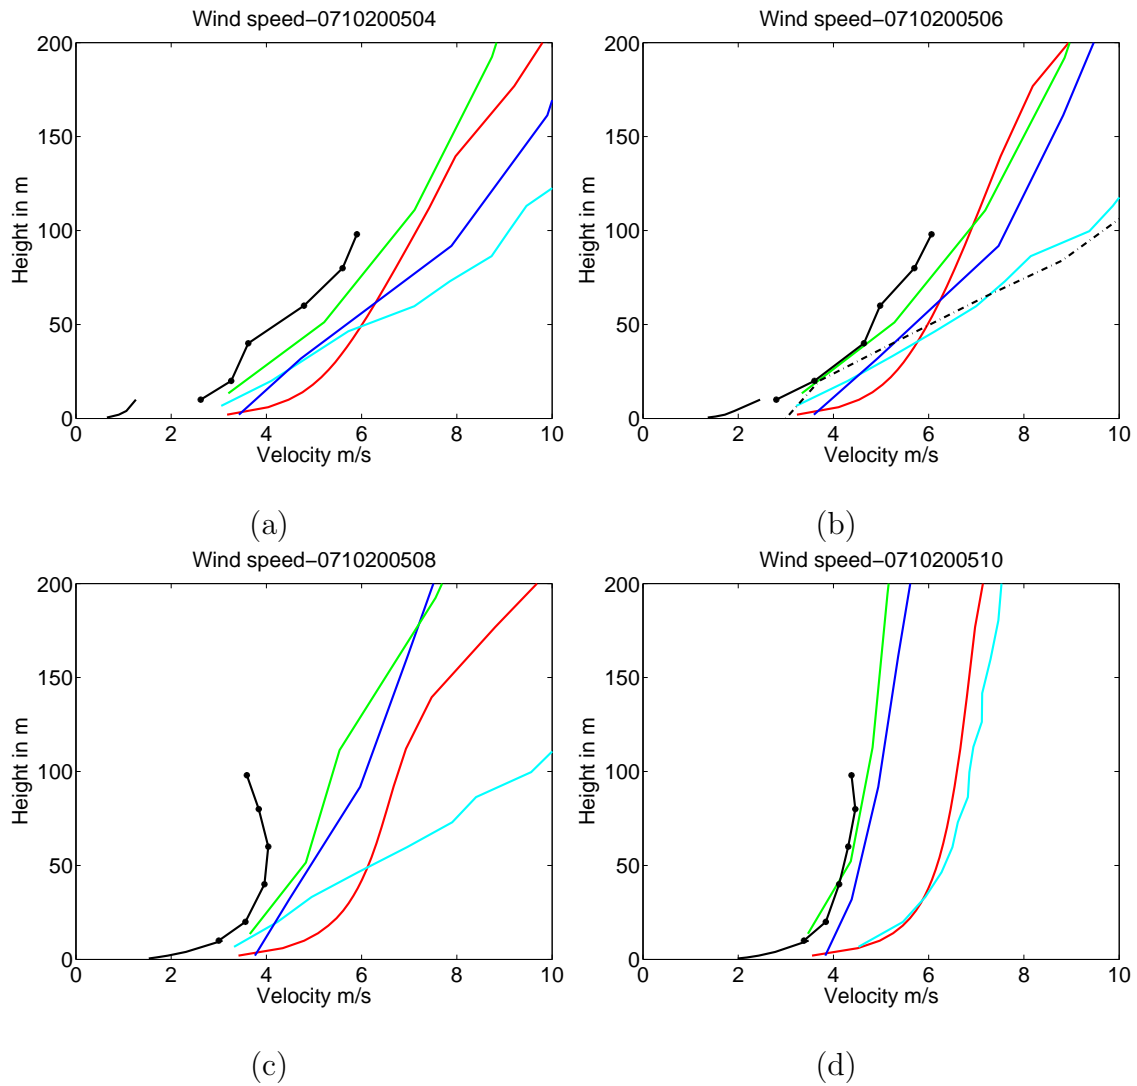 Wind speed–0710200504
200
150
100
50
0
Height in m
0 2 4 6 8 10
Velocity m/s
(a)
Wind speed–0710200506
200
150
100
50
0
Height in m
0 2 4 6 8 10
Velocity m/s
(b)
Wind speed–0710200508
200
150
100
50
0
Height in m
0 2 4 6 8 10
Velocity m/s
(c)
Wind speed–0710200510
200
150
100
50
0
Height in m
0 2 4 6 8 10
Velocity m/s
(d)